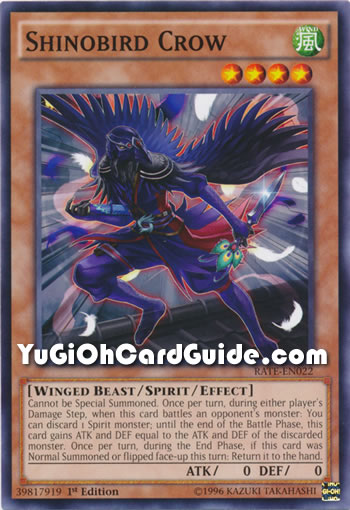 SHINOBIRD CROW
WIND
風
YuGiOhCardGuide.com
RATE-EN022
[WINGED BEAST/SPIRIT/EFFECT]
Cannot be Special Summoned. Once per turn, during either player's
Damage Step, when this card battles an opponent's monster: You
can discard 1 Spirit monster; until the end of the Battle Phase, this
card gains ATK and DEF equal to the ATK and DEF of the discarded
monster. Once per turn, during the End Phase, if this card was
Normal Summoned or flipped face-up this turn: Return it to the hand.
ATK/ 0 DEF/ 0
39817919 1st Edition ©1996 KAZUKI TAKAHASHI